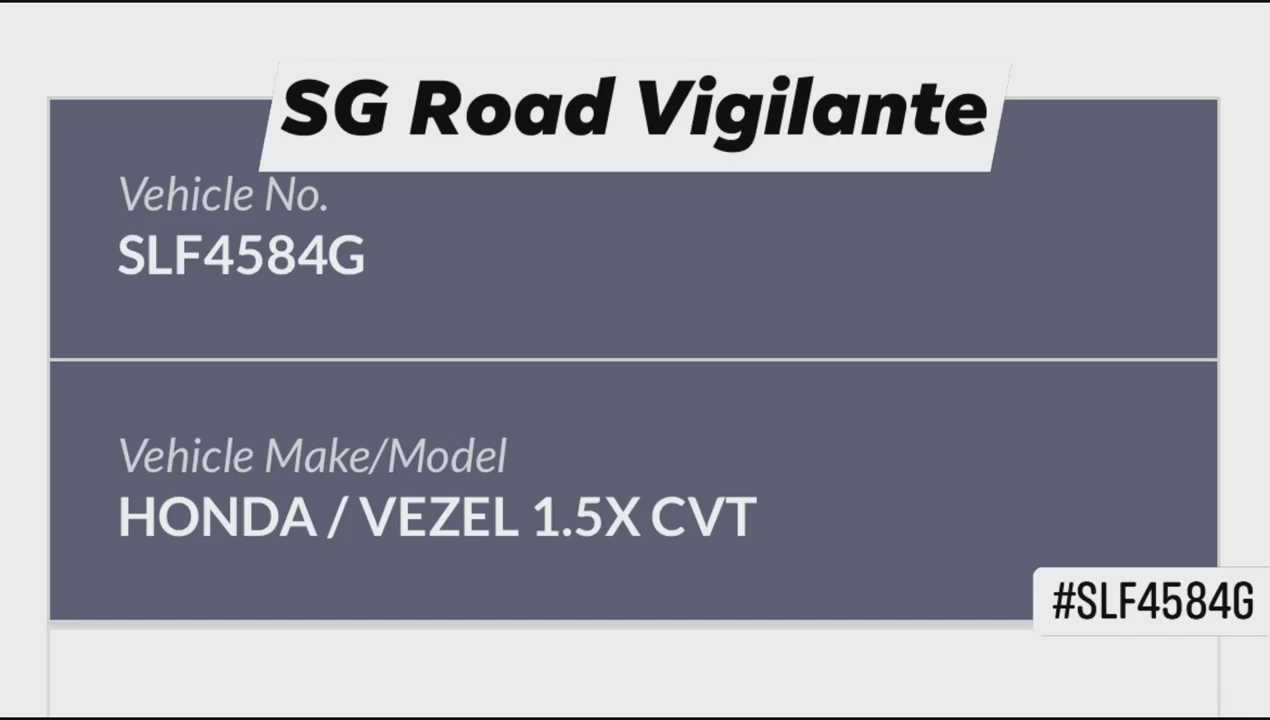 SG Road Vigilante
Vehicle No.
SLF4584G
Vehicle Make/Model
HONDA / VEZEL 1.5X CVT
#SLF4584G